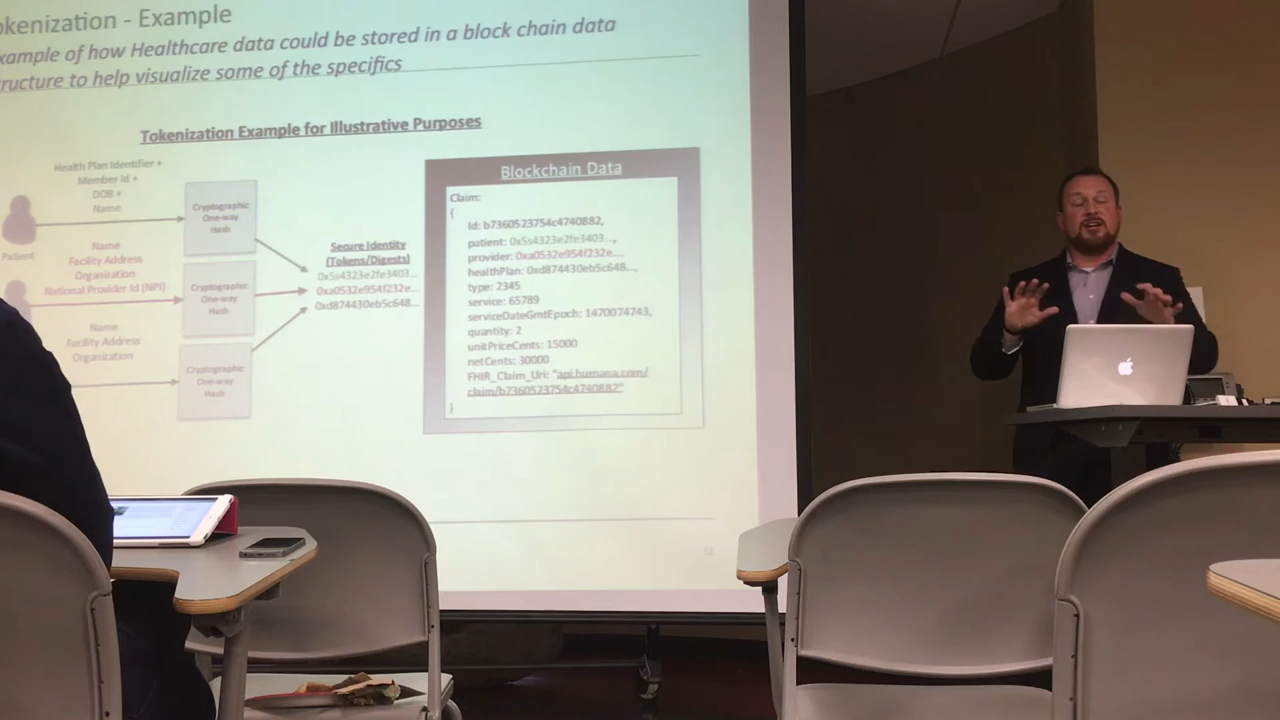 okenization - Example
xample of how Healthcare data could be stored in a block chain data
tructure to help visualize some of the specifics
Tokenization Example for Illustrative Purposes
Health Plan Identifier +
Member Id +
DOB +
Name
Patient
Cryptographic
One-way
Hash
Name
Facility Address
Organization
National Provider Id (NPI)
Cryptographic
One-way
Hash
Name
Facility Address
Organization
Cryptographic
One-way
Hash
Secure Identity
(Tokens/Digests)
0x5s4323e2fe3403...
0xa0532e954f232e...
0xd874430eb5c648...
Blockchain Data
Claim:
{
Id: b7360523754c4740882,
patient: 0x5s4323e2fe3403...,
provider: 0xa0532e954f232e...,
healthPlan: 0xd874430eb5c648...,
type: 2345
service: 65789
serviceDateGmtEpoch: 1470074743,
quantity: 2
unitPriceCents: 15000
netCents: 30000
FHIR_Claim_Uri: "api.humana.com/
claim/b7360523754c4740882"
}